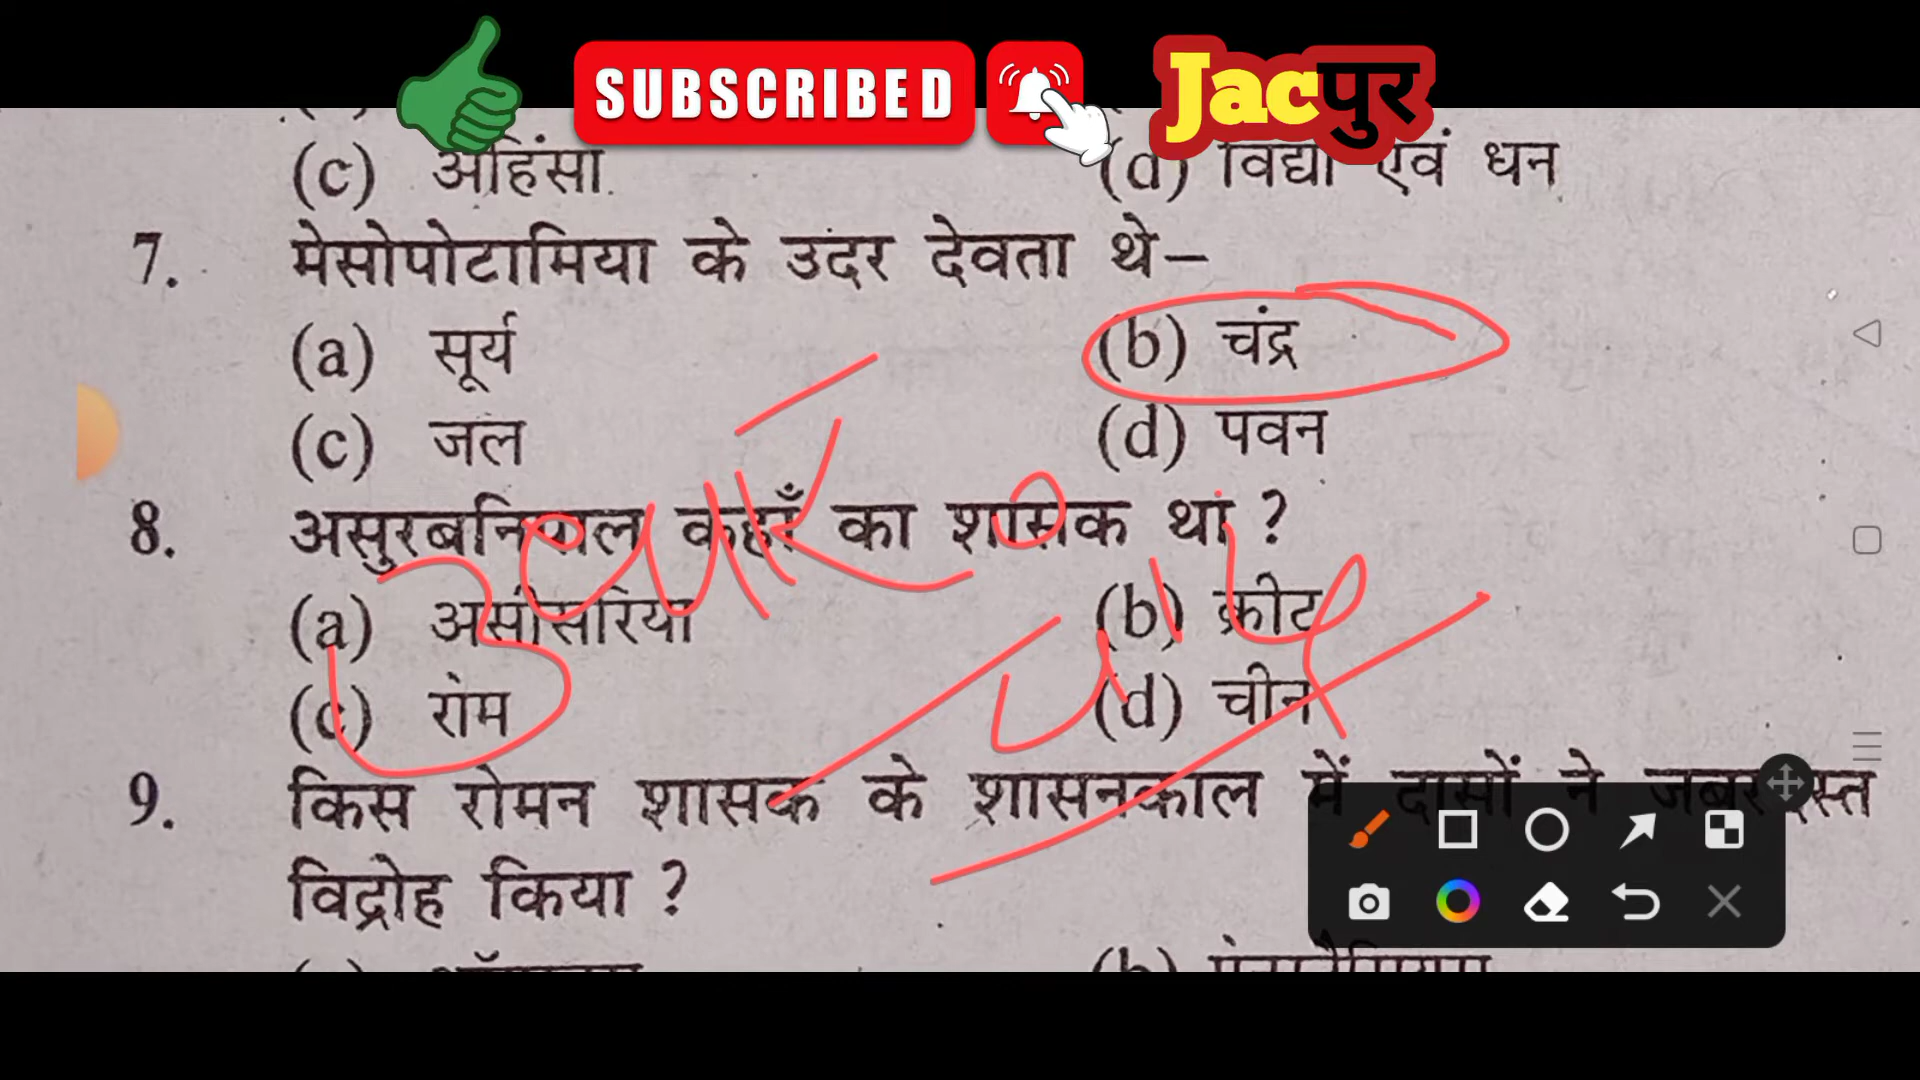 SUBSCRIBED Jacपुर
(c) अहिंसा (d) विद्या एवं धन
7. मेसोपोटामिया के उदर देवता थे–
(a) सूर्य (b) चंद्र
(c) जल (d) पवन
8. असुरबनिपाल कहाँ का शासक था ?
(a) असीसरिया (b) क्रीट
(c) रोम (d) चीन
9. किस रोमन शासक के शासनकाल में दासों ने जबरदस्त
विद्रोह किया ?